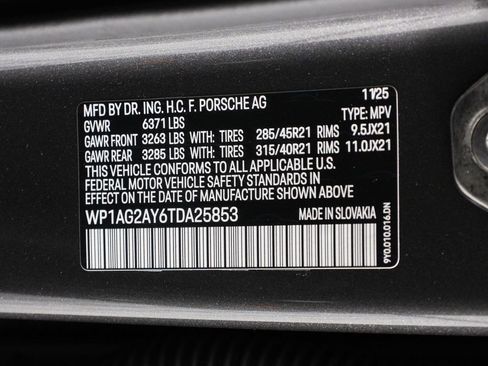 MFD BY DR. ING. H.C. F. PORSCHE AG 11/25
GVWR 6371 LBS TYPE: MPV
GAWR FRONT 3263 LBS WITH: TIRES 285/45R21 RIMS 9.5JX21
GAWR REAR 3285 LBS WITH: TIRES 315/40R21 RIMS 11.0JX21
THIS VEHICLE CONFORMS TO ALL APPLICABLE U.S.
FEDERAL MOTOR VEHICLE SAFETY STANDARDS IN
EFFECT ON THE DATE OF MANUFACTURE SHOWN ABOVE
WP1AG2AY6TDA25853 MADE IN SLOVAKIA
9Y0.010.016.DN